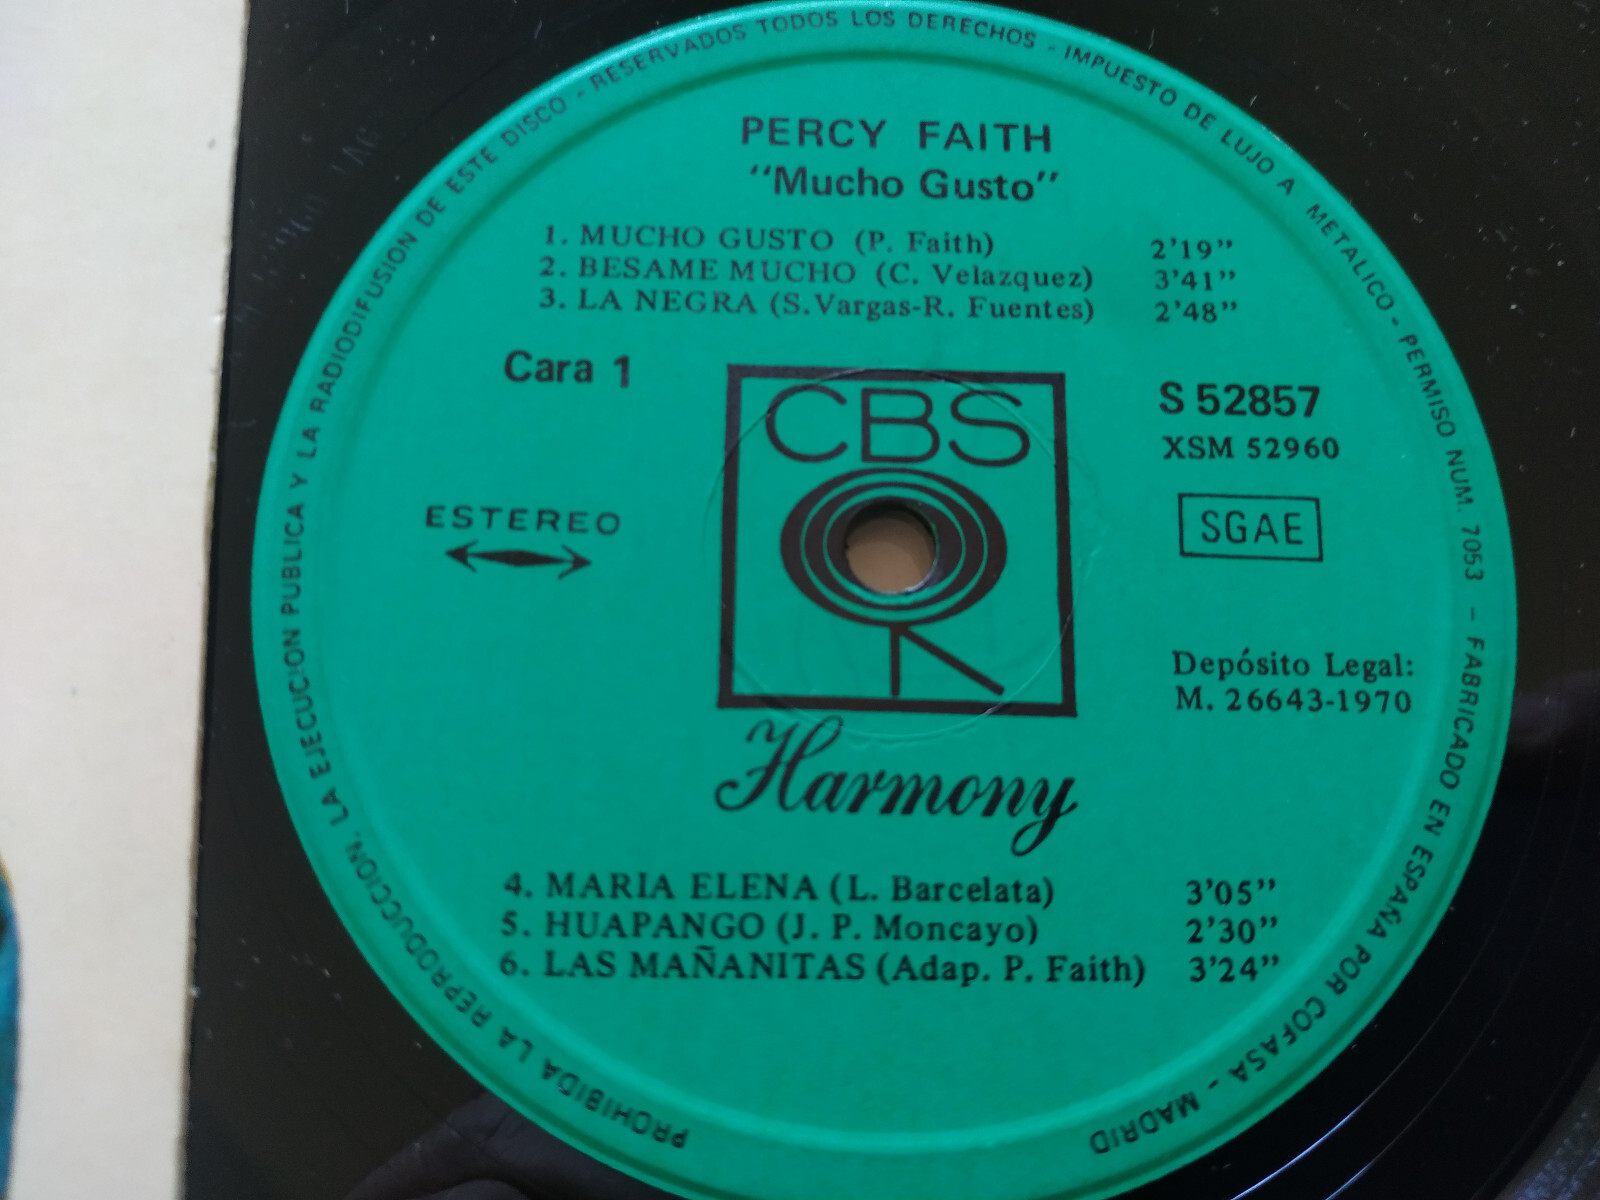 PERCY FAITH
"Mucho Gusto"
1. MUCHO GUSTO (P. Faith) 2'19"
2. BESAME MUCHO (C. Velazquez) 3'41"
3. LA NEGRA (S. Vargas-R. Fuentes) 2'48"
Cara 1
CBS
S 52857
XSM 52960
ESTEREO
SGAE
Depósito Legal:
M. 26643-1970
Harmony
4. MARIA ELENA (L. Barcelata) 3'05"
5. HUAPANGO (J. P. Moncayo) 2'30"
6. LAS MAÑANITAS (Adap. P. Faith) 3'24"
PROHIBIDA LA REPRODUCCION, LA EJECUCION PUBLICA Y LA RADIODIFUSION DE ESTE DISCO - RESERVADOS TODOS LOS DERECHOS - IMPUESTO DE LUJO A METALICO - PERMISO NUM. 7053 - FABRICADO EN ESPAÑA POR COFASA - MADRID